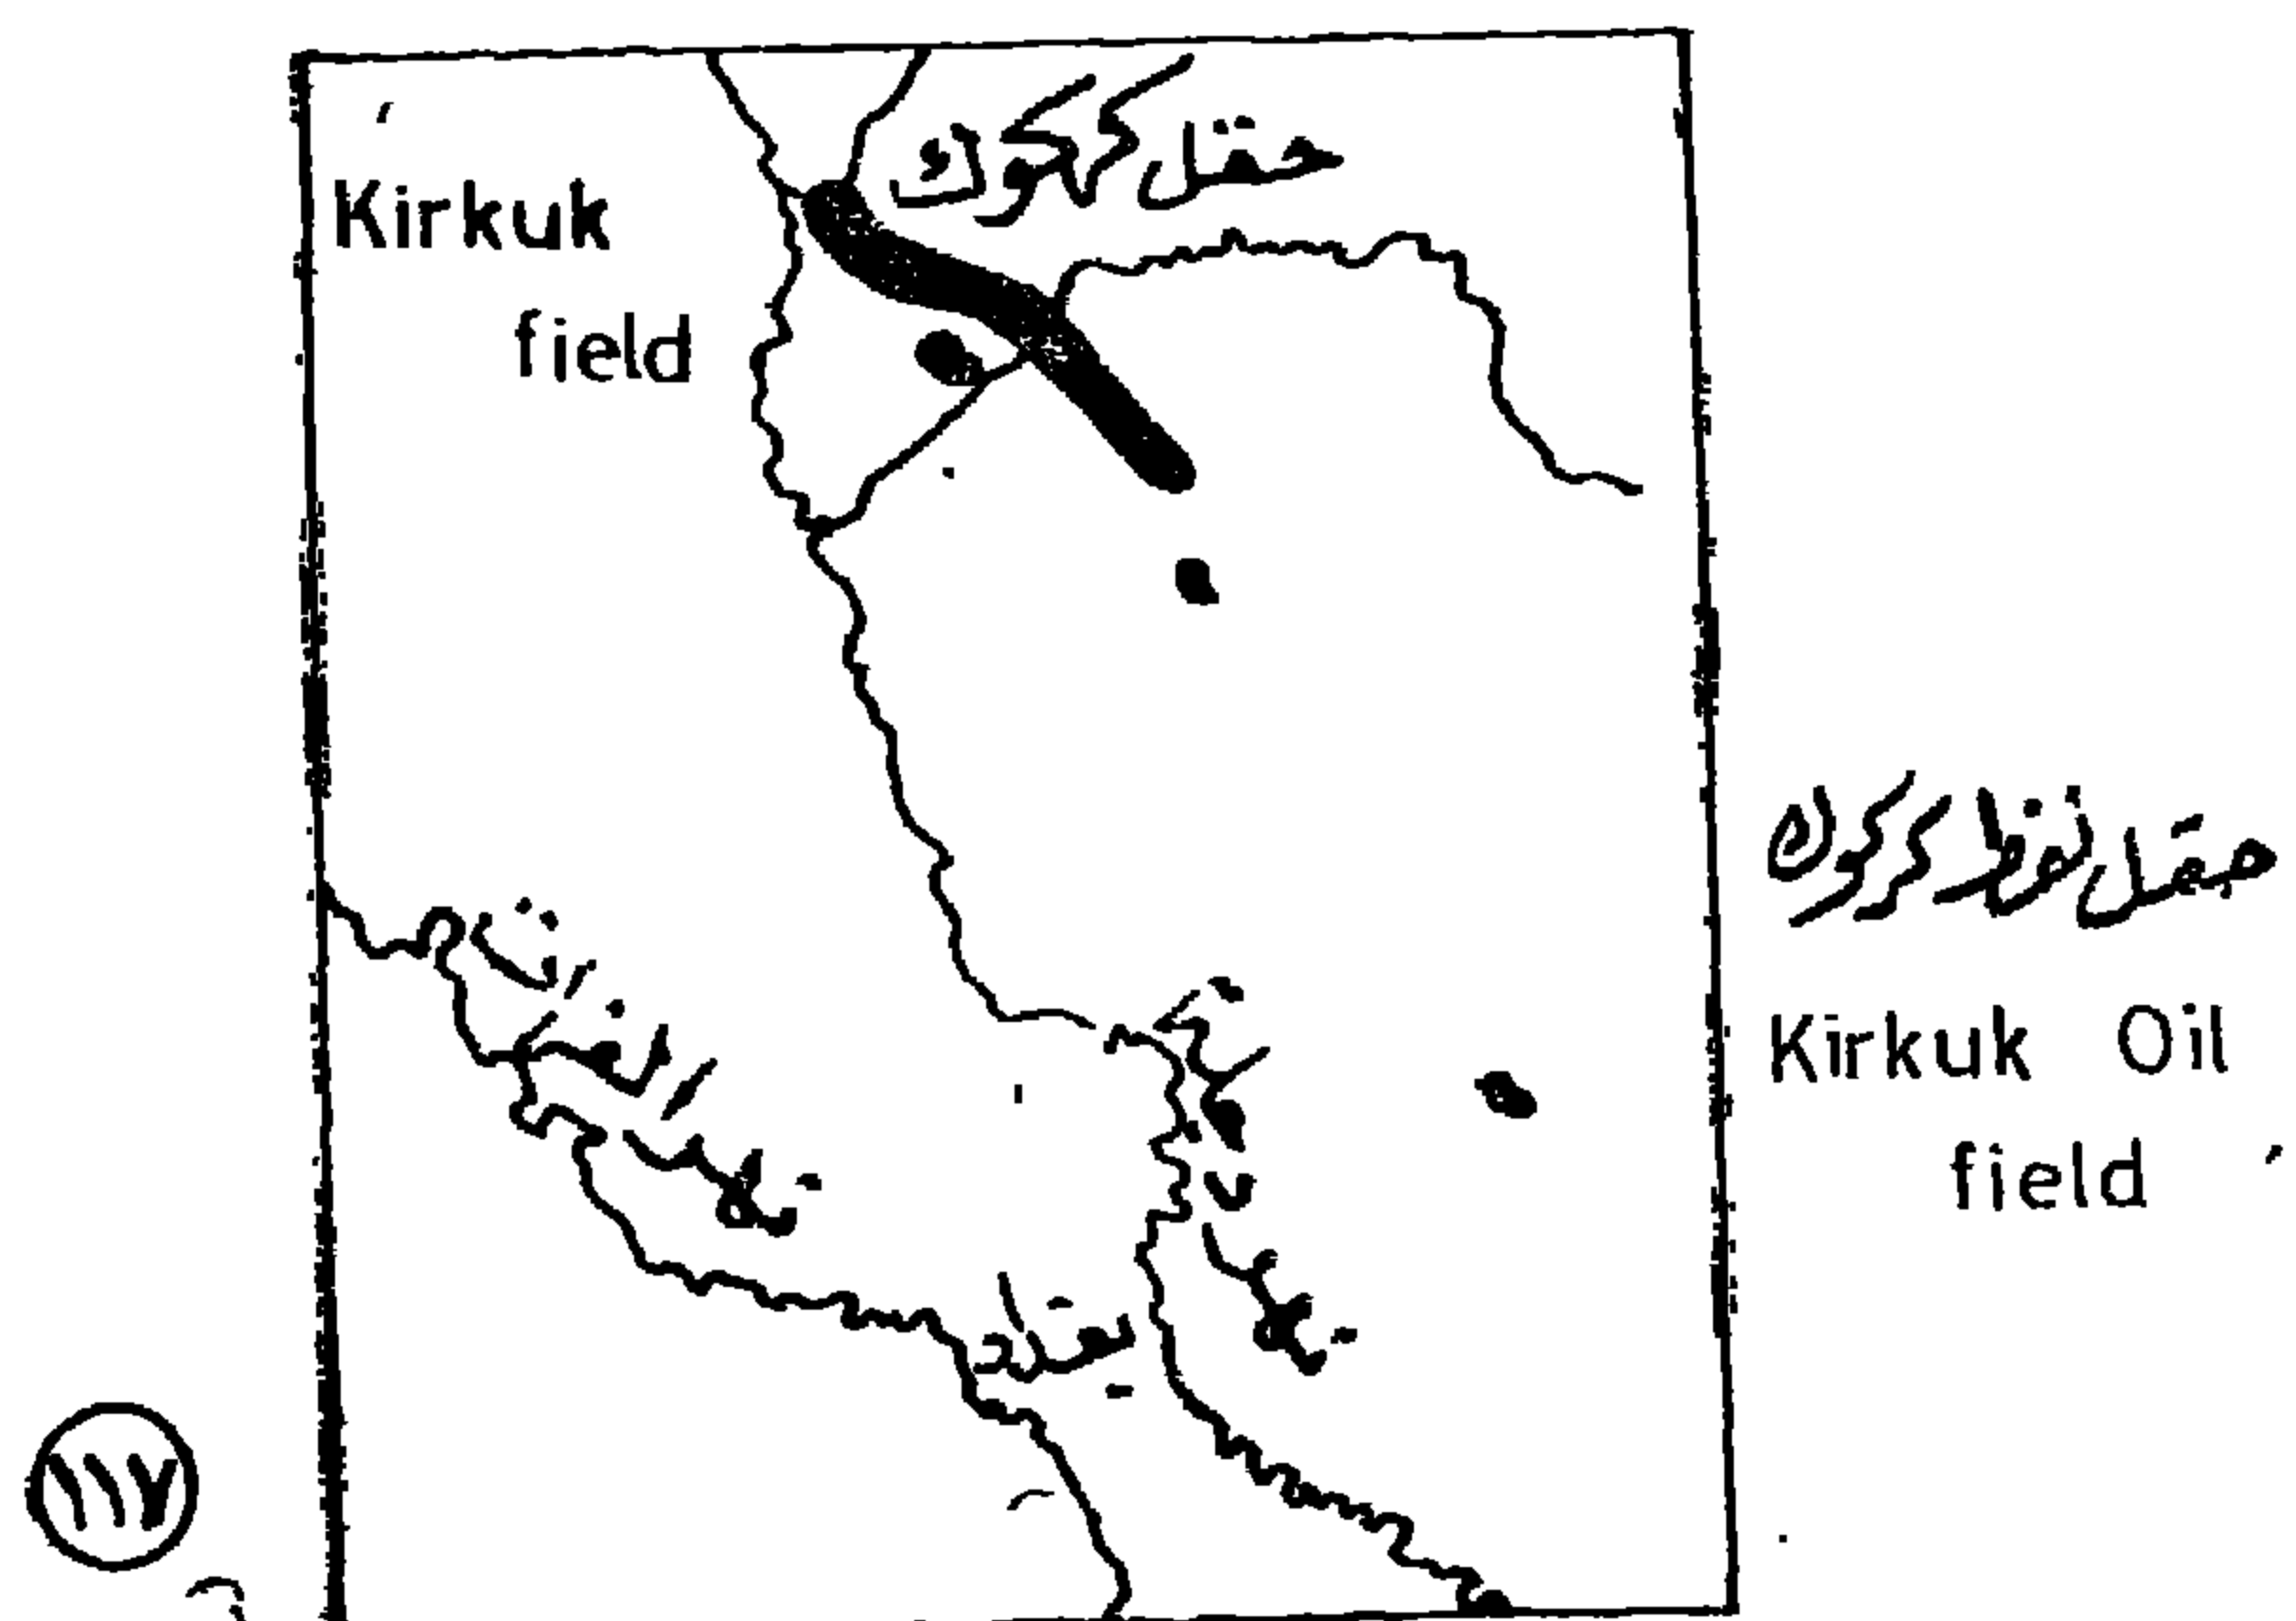 حقل كركوك
Kirkuk
field
حقل نفط كركوك
Kirkuk Oil
field
نهر الفرات
نهر دجلة
بغداد
١١٧